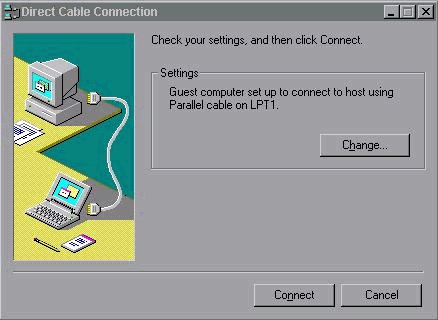 Direct Cable Connection
Check your settings, and then click Connect.
Settings
Guest computer set up to connect to host using
Parallel cable on LPT1.
Change...
Connect
Cancel